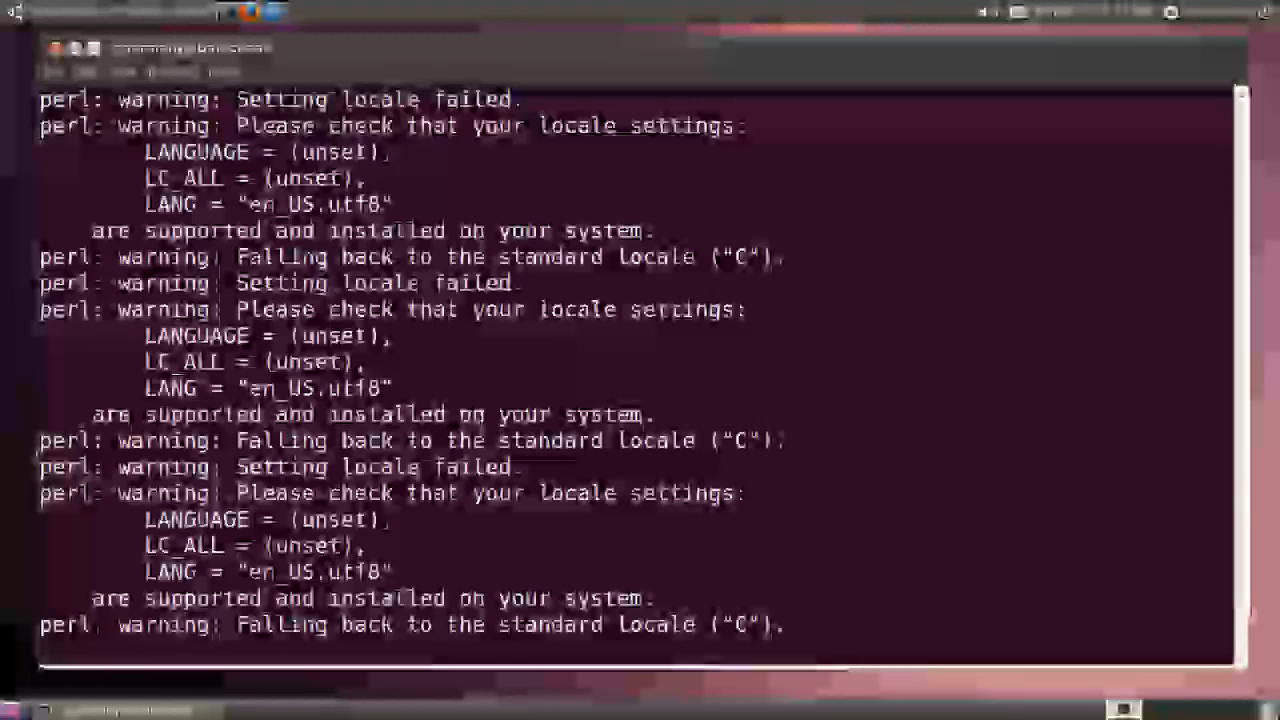 perl: warning: Setting locale failed.
perl: warning: Please check that your locale settings:
LANGUAGE = (unset),
LC_ALL = (unset),
LANG = "en_US.utf8"
are supported and installed on your system.
perl: warning: Falling back to the standard locale ("C").
perl: warning: Setting locale failed.
perl: warning: Please check that your locale settings:
LANGUAGE = (unset),
LC_ALL = (unset),
LANG = "en_US.utf8"
are supported and installed on your system.
perl: warning: Falling back to the standard locale ("C").
perl: warning: Setting locale failed.
perl: warning: Please check that your locale settings:
LANGUAGE = (unset),
LC_ALL = (unset),
LANG = "en_US.utf8"
are supported and installed on your system.
perl: warning: Falling back to the standard locale ("C").